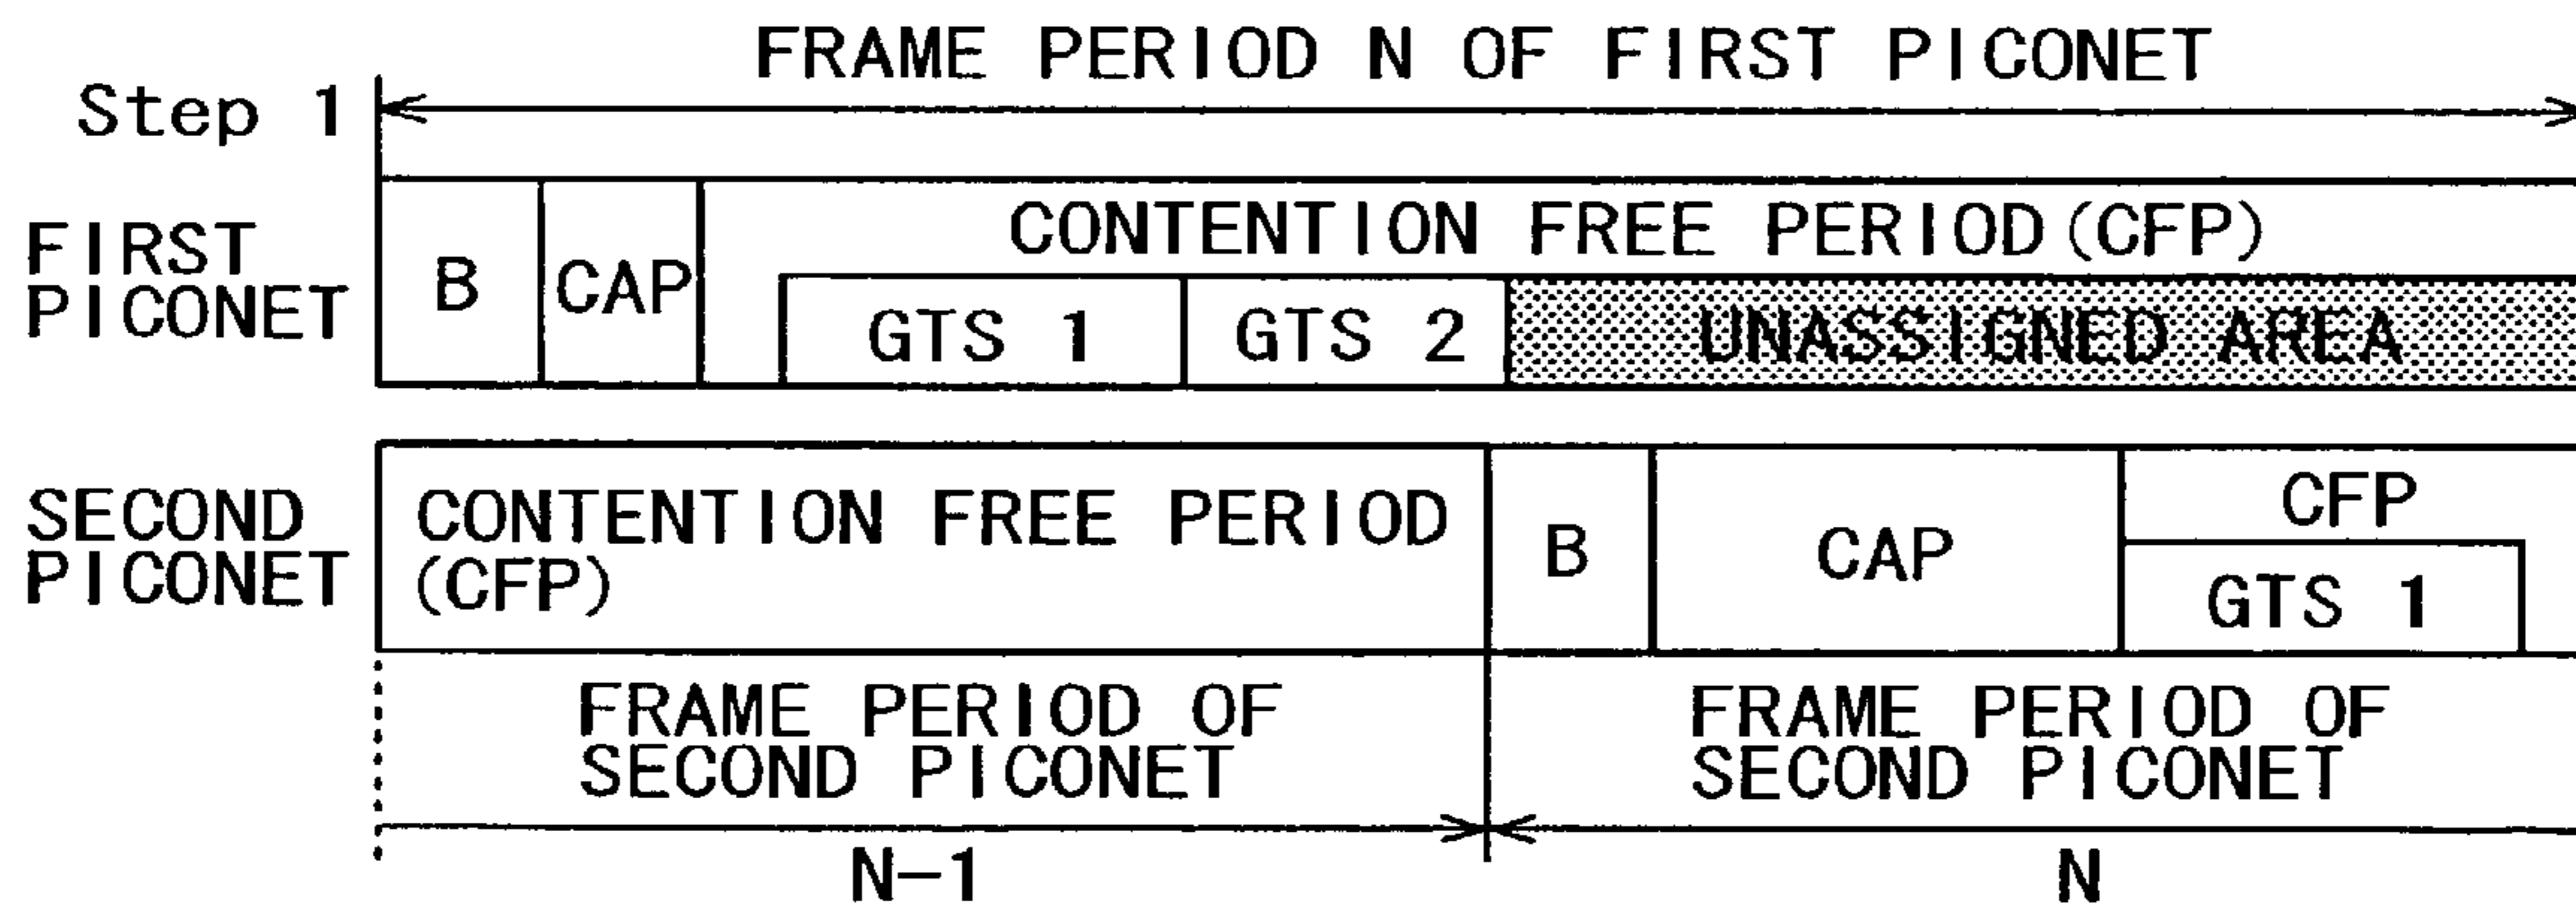 FRAME PERIOD N OF FIRST PICONET
Step 1
FIRST
PICONET
B
CAP
CONTENTION FREE PERIOD(CFP)
GTS 1
GTS 2
UNASSIGNED AREA
SECOND
PICONET
CONTENTION FREE PERIOD
(CFP)
B
CAP
CFP
GTS 1
FRAME PERIOD OF
SECOND PICONET
FRAME PERIOD OF
SECOND PICONET
N-1
N